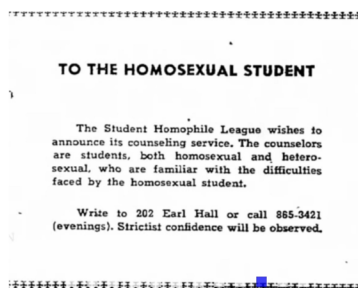 TO THE HOMOSEXUAL STUDENT
The Student Homophile League wishes to
announce its counseling service. The counselors
are students, both homosexual and hetero-
sexual, who are familiar with the difficulties
faced by the homosexual student.
Write to 202 Earl Hall or call 865-3421
(evenings). Strictist confidence will be observed.